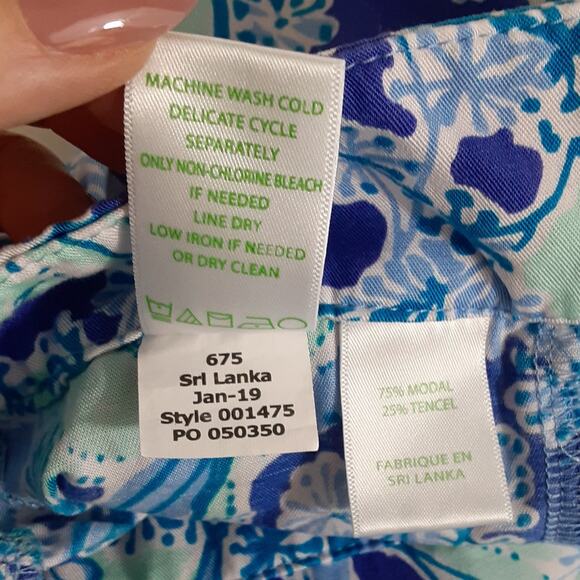 MACHINE WASH COLD
DELICATE CYCLE
SEPARATELY
ONLY NON-CHLORINE BLEACH
IF NEEDED
LINE DRY
LOW IRON IF NEEDED
OR DRY CLEAN
675
Sri Lanka
Jan-19
Style 001475
PO 050350
75% MODAL
25% TENCEL
FABRIQUE EN
SRI LANKA